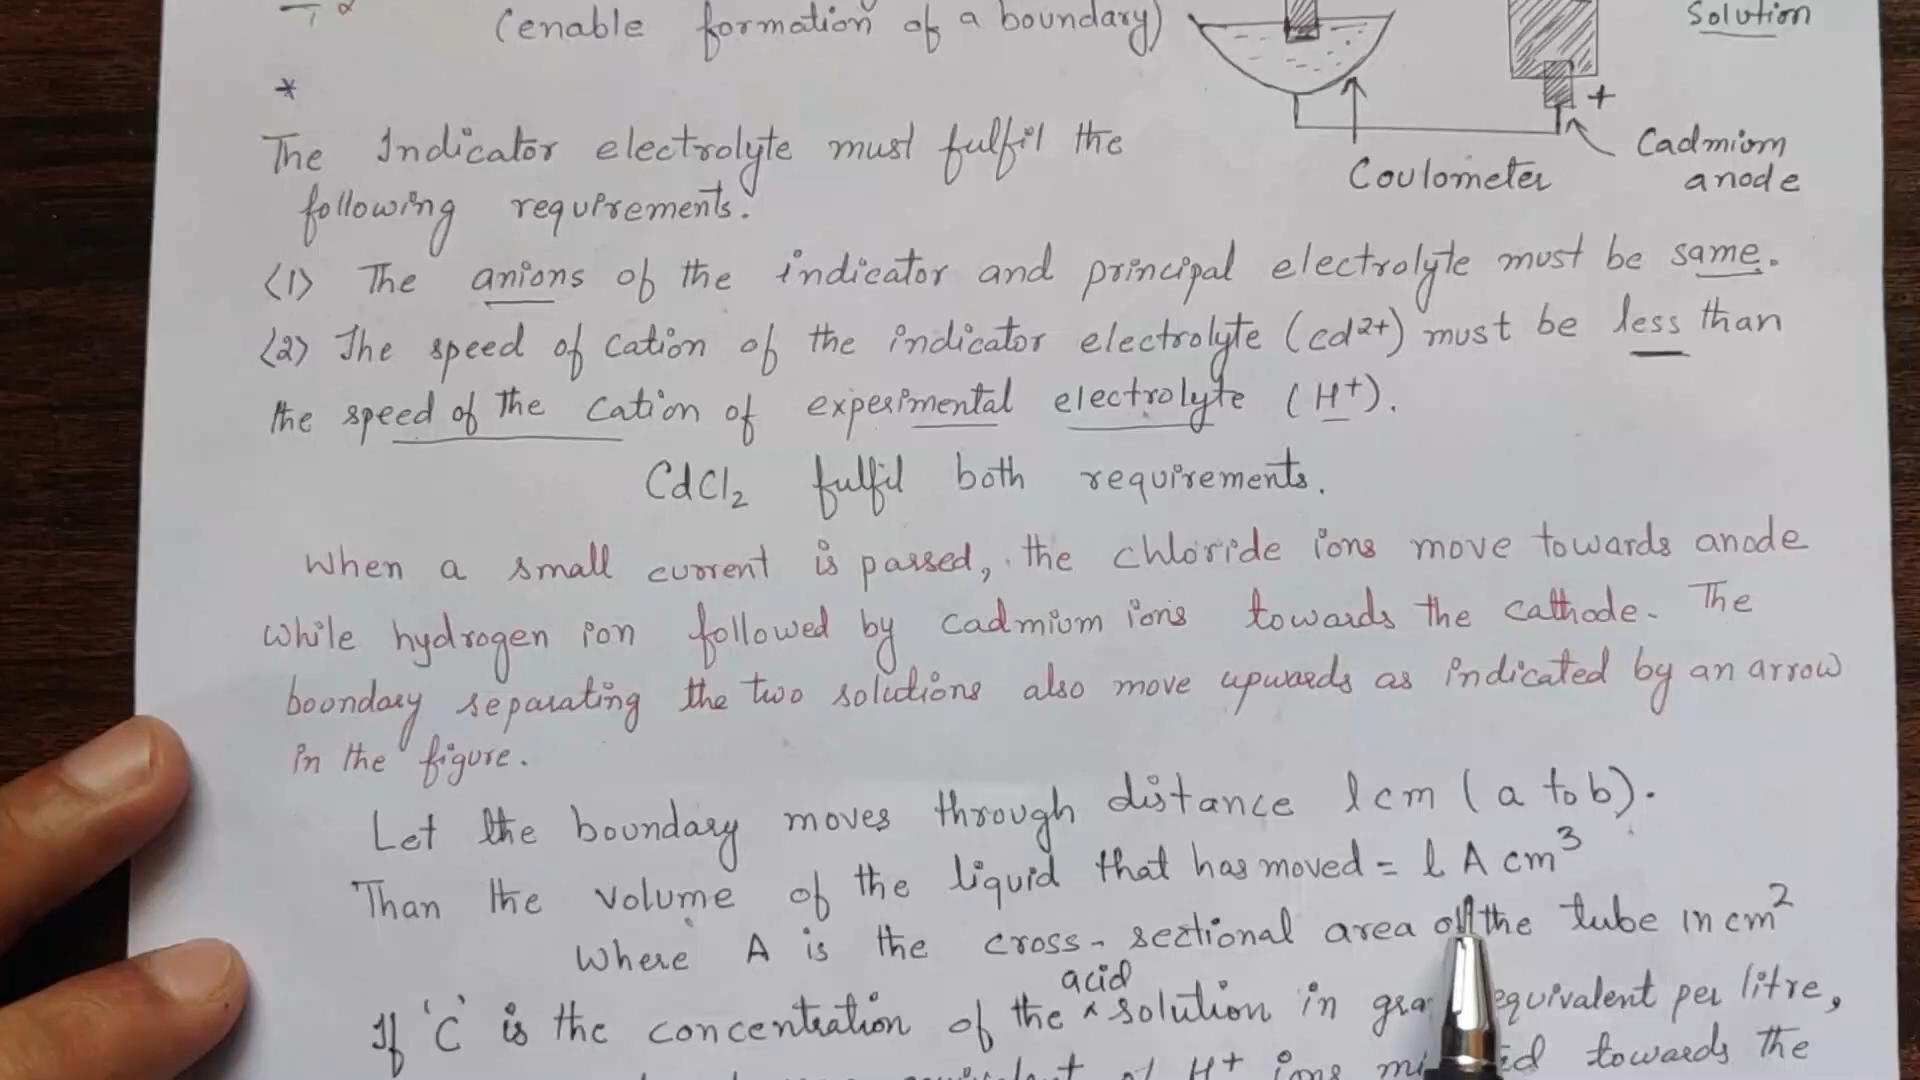 (enable formation of a boundary)
Solution
*
+
Cadmiom
anode
Coulometer
The Indicator electrolyte must fulfil the
following requirements.
(1) The anions of the indicator and principal electrolyte most be same.
(2) The speed of cation of the indicator electrolyte (cd2+) must be less than
the speed of the cation of experimental electrolyte (H+).
CdCl2 fulfil both requirements.
When a small current is passed, the chloride ions move towards anode
while hydrogen ion followed by cadmium ions towards the cathode. The
boundary separating the two solutions also move upwards as indicated by an arrow
in the figure.
Let the boundary moves through distance l cm (a to b).
Than the volume of the liquid that has moved = l A cm3
Where A is the cross-sectional area of the tube in cm2
acid
If 'C' is the concentration of the ^ solution in equivalent per litre,
H+ ions towards the